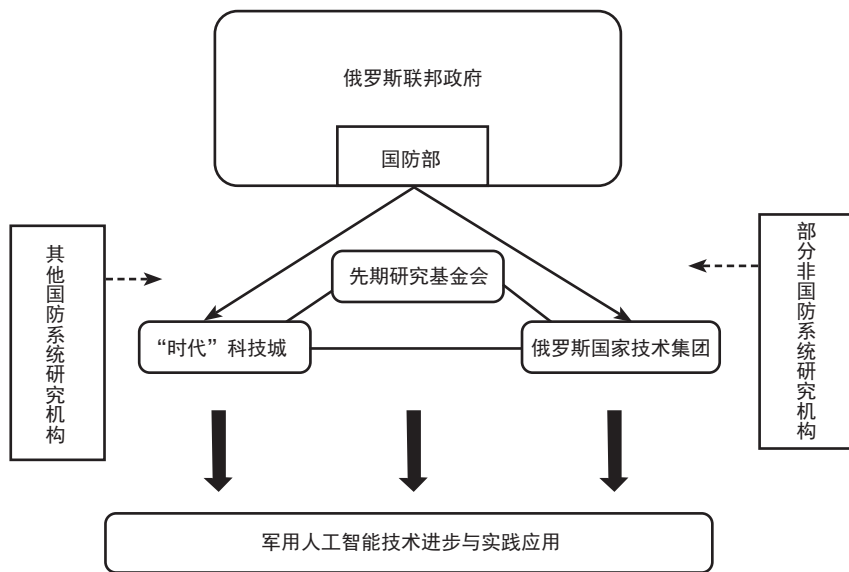 俄罗斯联邦政府
国防部
其他国防系统研究机构
部分非国防系统研究机构
先期研究基金会
“时代”科技城
俄罗斯国家技术集团
军用人工智能技术进步与实践应用